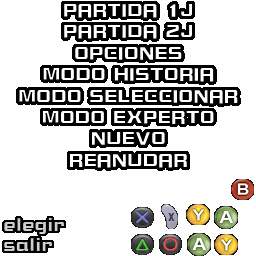 PARTIDA 1J
PARTIDA 2J
OPCIONES
MODO HISTORIA
MODO SELECCIONAR
MODO EXPERTO
NUEVO
REANUDAR
B
elegir X X Y A
salir A Y